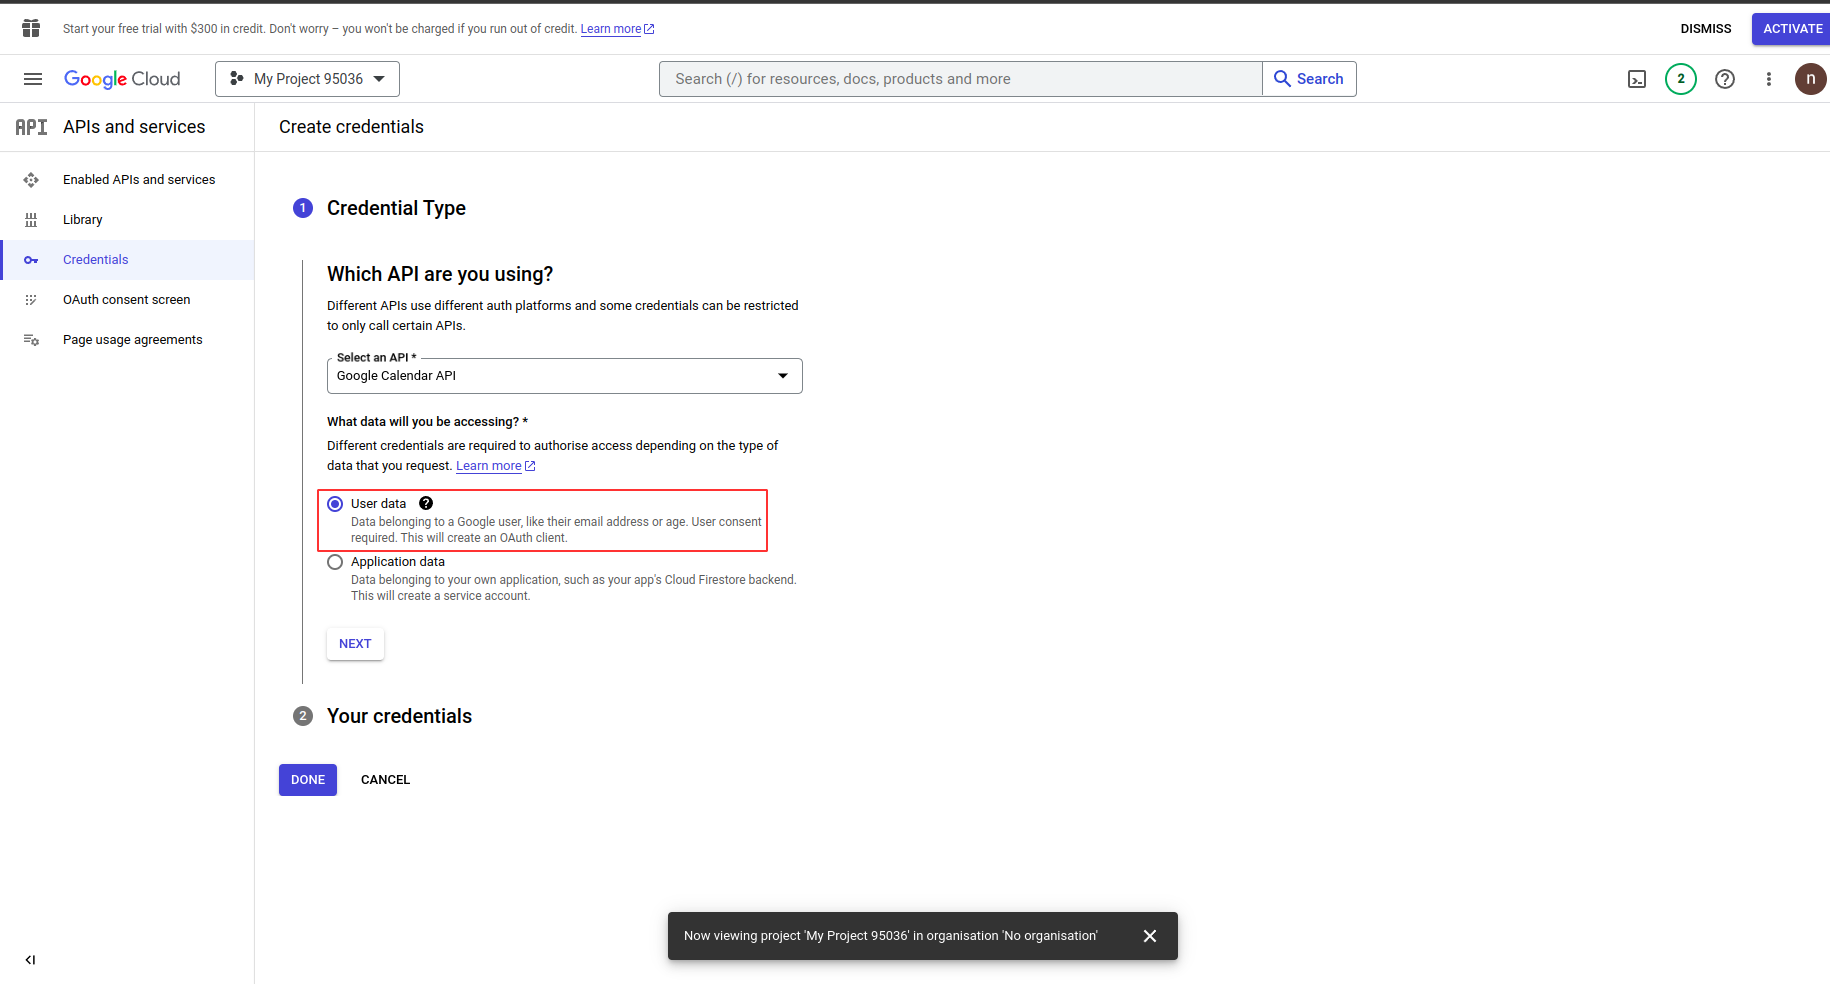 Start your free trial with $300 in credit. Don't worry – you won't be charged if you run out of credit. Learn more
DISMISS
ACTIVATE
Google Cloud
My Project 95036
Search (/) for resources, docs, products and more
Search
2
n
API
APIs and services
Create credentials
Enabled APIs and services
Library
Credentials
OAuth consent screen
Page usage agreements
1
Credential Type
Which API are you using?
Different APIs use different auth platforms and some credentials can be restricted
to only call certain APIs.
Select an API *
Google Calendar API
What data will you be accessing? *
Different credentials are required to authorise access depending on the type of
data that you request. Learn more
User data
Data belonging to a Google user, like their email address or age. User consent
required. This will create an OAuth client.
Application data
Data belonging to your own application, such as your app's Cloud Firestore backend.
This will create a service account.
NEXT
2
Your credentials
DONE
CANCEL
Now viewing project 'My Project 95036' in organisation 'No organisation'